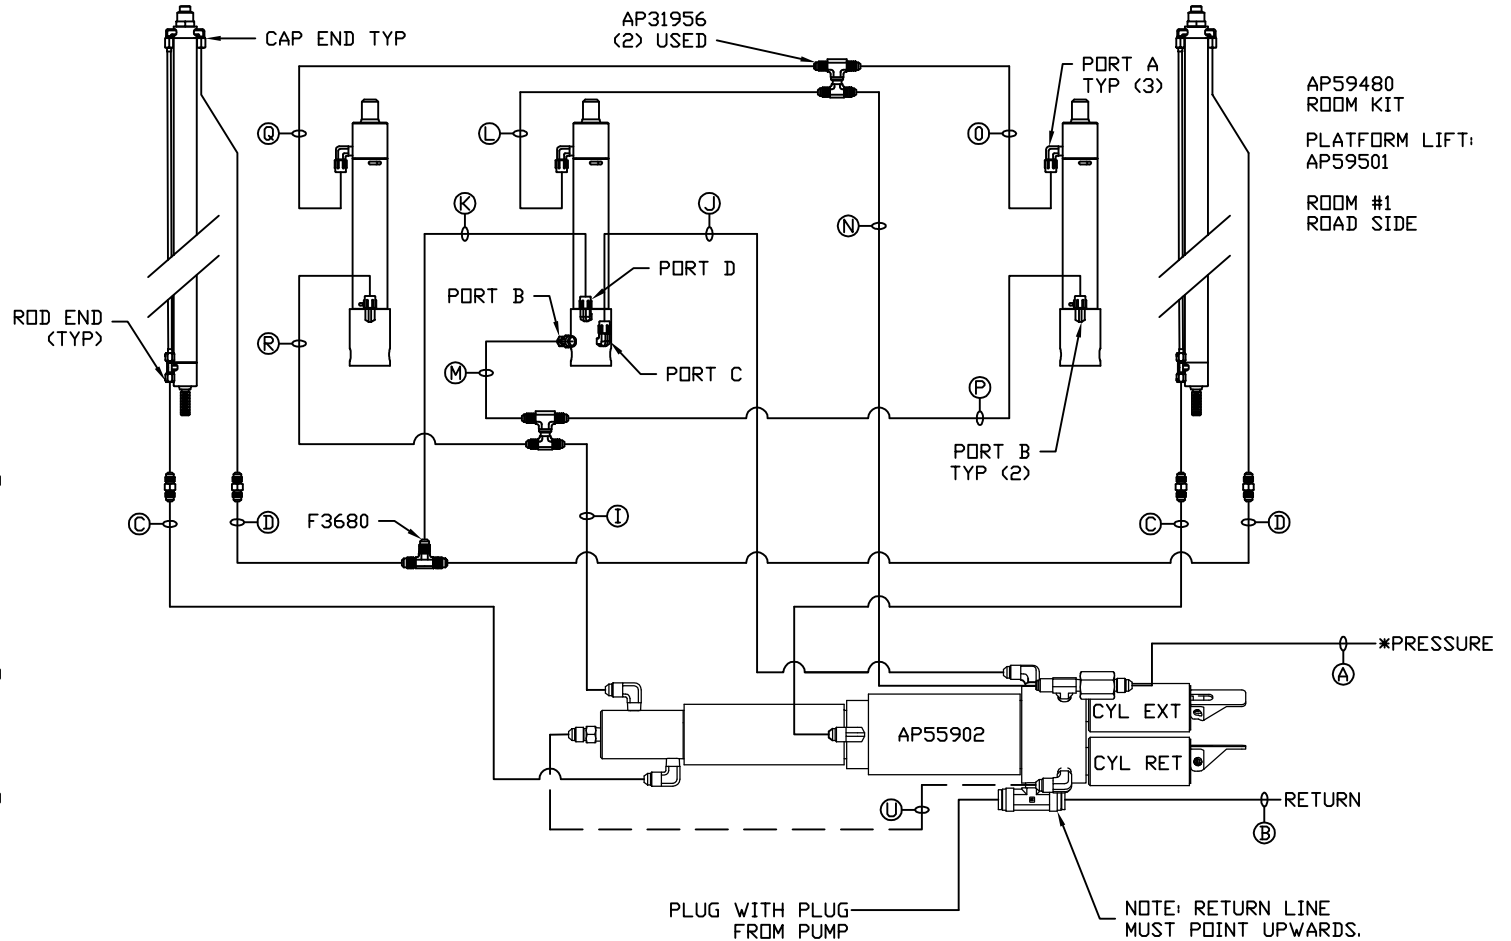 AP31956
(2) USED
CAP END TYP
PORT A
TYP (3)
AP59480
ROOM KIT
PLATFORM LIFT:
AP59501
ROOM #1
ROAD SIDE
Q
L
O
K
J
N
PORT D
PORT B
ROD END
(TYP)
R
M
PORT C
P
PORT B
TYP (2)
C
D
F3680
I
C
D
*PRESSURE
A
CYL EXT
AP55902
CYL RET
U
RETURN
B
PLUG WITH PLUG
FROM PUMP
NOTE: RETURN LINE
MUST POINT UPWARDS.